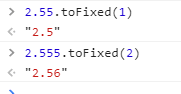 > 2.55.toFixed(1)
< "2.5"
> 2.555.toFixed(2)
< "2.56"